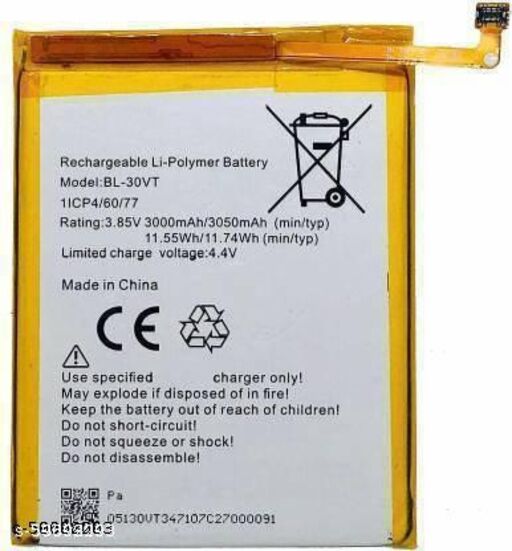 Rechargeable Li-Polymer Battery
Model:BL-30VT
1ICP4/60/77
Rating:3.85V 3000mAh/3050mAh (min/typ)
11.55Wh/11.74Wh (min/typ)
Limited charge voltage:4.4V
Made in China
CE
Use specified charger only!
May explode if disposed of in fire!
Keep the battery out of reach of children!
Do not short-circuit!
Do not squeeze or shock!
Do not disassemble!
Pa
05130VT347107C27000091